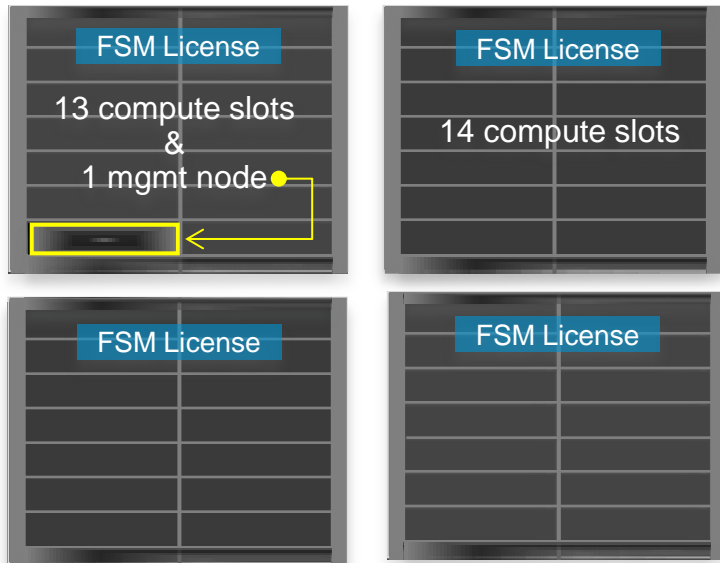 FSM License
13 compute slots
&
1 mgmt node
FSM License
14 compute slots
FSM License
FSM License